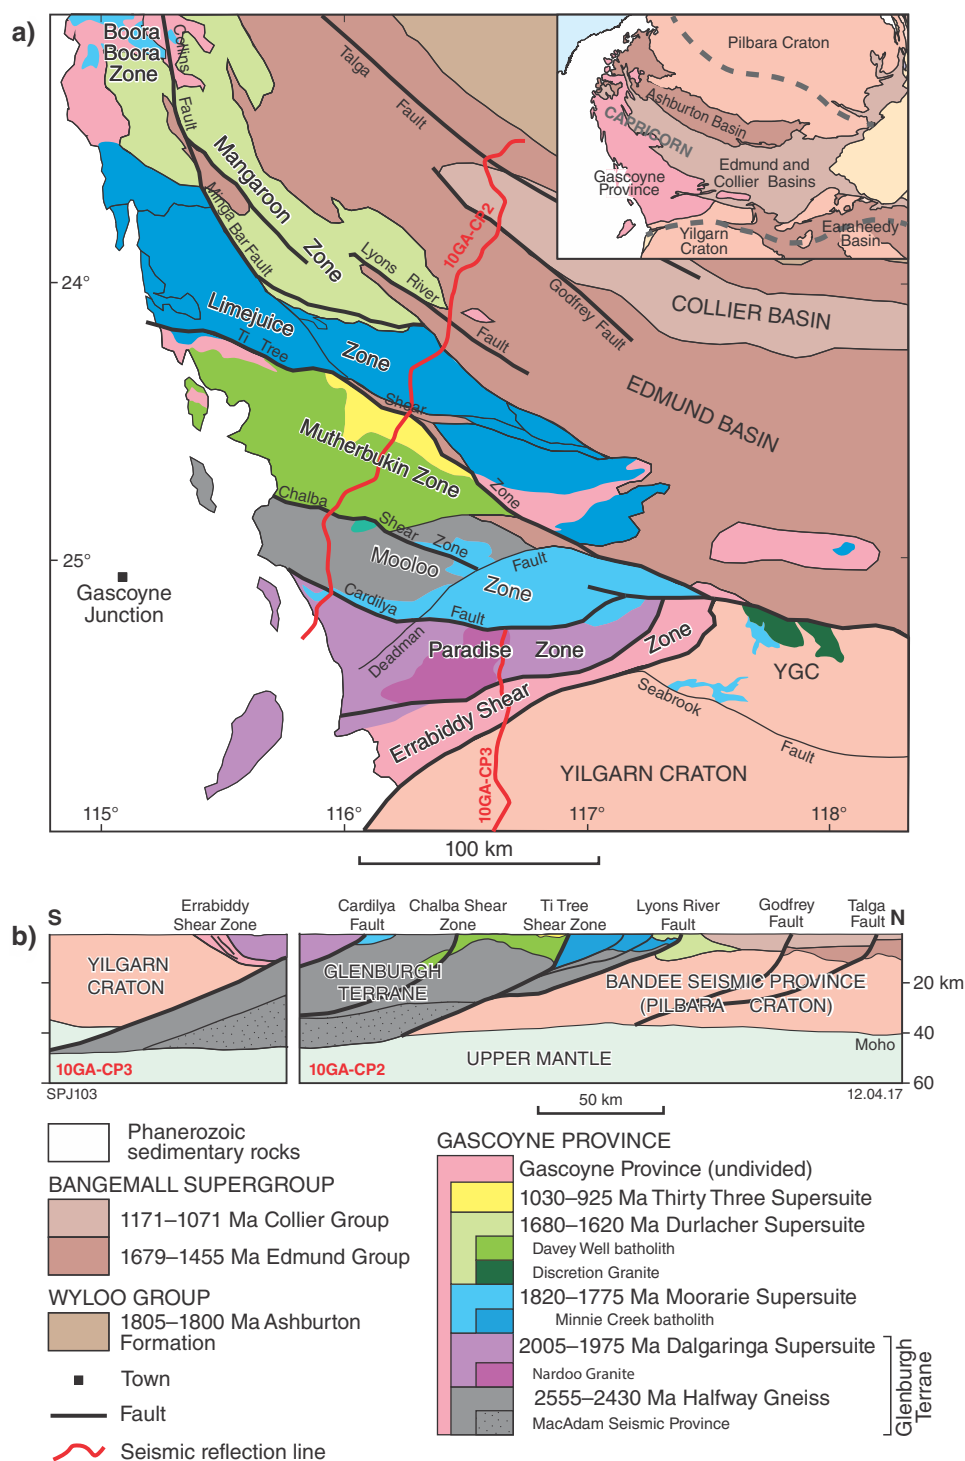 a)
Boora
Boora
Zone
Collins
Fault
Talga
Fault
Mangaroon
Zone
Minga Bar Fault
Lyons River
Fault
10GA-CP2
Godfrey Fault
24°
Limejuice
Zone
Ti Tree
Shear
Zone
COLLIER BASIN
EDMUND BASIN
Mutherbukin Zone
Chalba
Shear Zone
Mooloo
Zone
Fault
25°
Gascoyne
Junction
Cardilya
Fault
Deadman
Paradise Zone
Errabiddy Shear
Zone
YGC
Seabrook
Fault
YILGARN CRATON
10GA-CP3
115°
116°
117°
118°
100 km
Pilbara Craton
Ashburton Basin
CAPRICORN
Edmund and
Collier Basins
Gascoyne
Province
Yilgarn
Craton
Earaheedy
Basin
b)
S
Errabiddy
Shear Zone
Cardilya
Fault
Chalba Shear
Zone
Ti Tree
Shear Zone
Lyons River
Fault
Godfrey
Fault
Talga
Fault
N
YILGARN
CRATON
GLENBURGH
TERRANE
BANDEE SEISMIC PROVINCE
(PILBARA CRATON)
20 km
40
60
Moho
UPPER MANTLE
10GA-CP3
10GA-CP2
SPJ103
12.04.17
50 km
Phanerozoic
sedimentary rocks
BANGEMALL SUPERGROUP
1171–1071 Ma Collier Group
1679–1455 Ma Edmund Group
WYLOO GROUP
1805–1800 Ma Ashburton
Formation
Town
Fault
Seismic reflection line
GASCOYNE PROVINCE
Gascoyne Province (undivided)
1030–925 Ma Thirty Three Supersuite
1680–1620 Ma Durlacher Supersuite
Davey Well batholith
Discretion Granite
1820–1775 Ma Moorarie Supersuite
Minnie Creek batholith
2005–1975 Ma Dalgaringa Supersuite
Nardoo Granite
2555–2430 Ma Halfway Gneiss
MacAdam Seismic Province
Glenburgh
Terrane